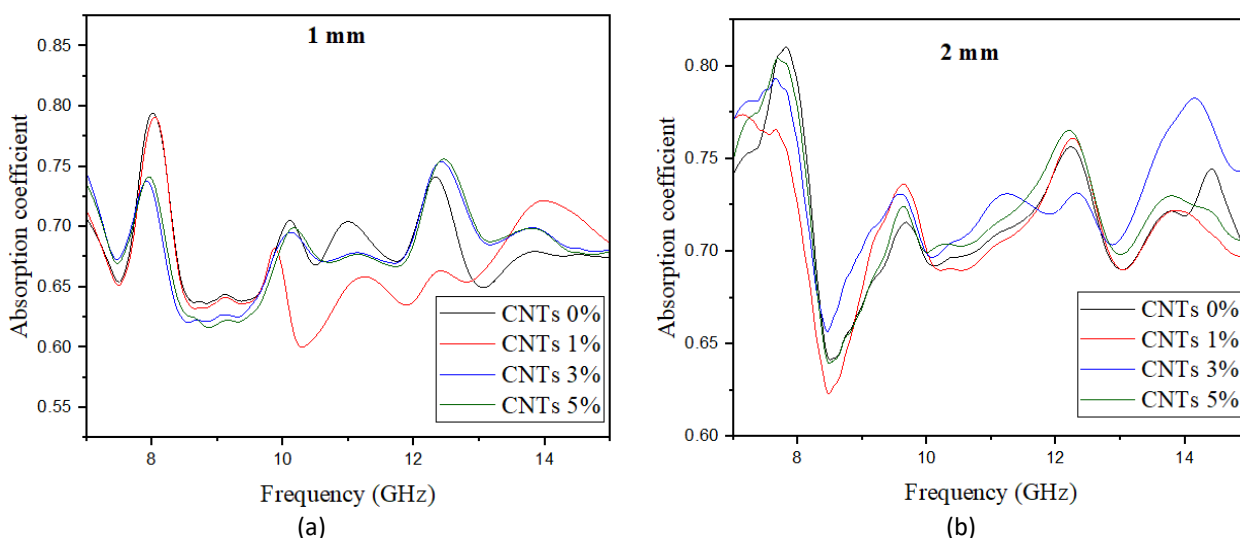 1 mm
0.85
0.80
0.75
0.70
0.65
0.60
0.55
Absorption coefficient
8
10
12
14
Frequency (GHz)
CNTs 0%
CNTs 1%
CNTs 3%
CNTs 5%
(a)
2 mm
0.80
0.75
0.70
0.65
0.60
Absorption coefficient
8
10
12
14
Frequency (GHz)
CNTs 0%
CNTs 1%
CNTs 3%
CNTs 5%
(b)